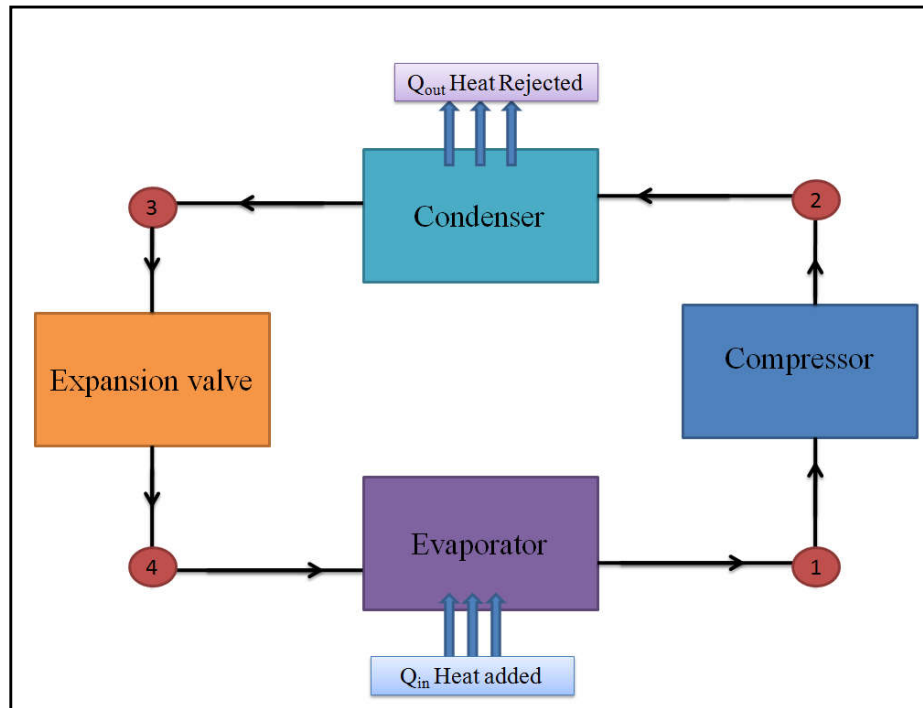 Q_out Heat Rejected
Condenser
3
2
Expansion valve
Compressor
Evaporator
4
1
Q_in Heat added